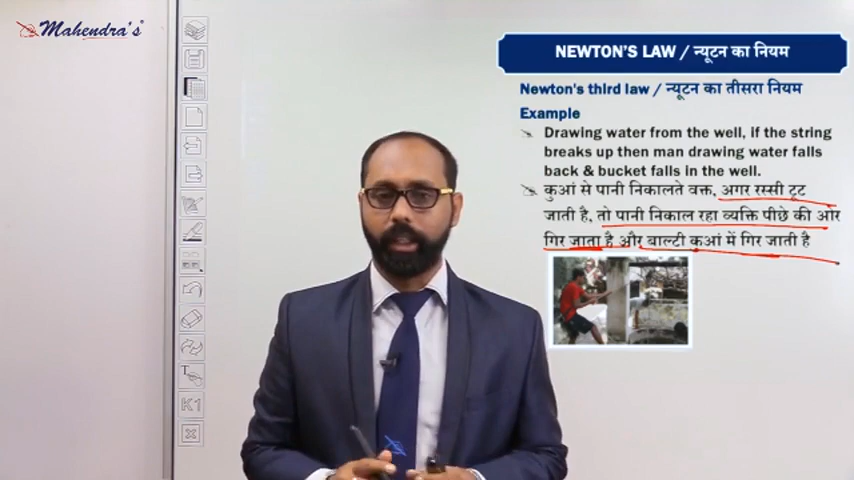 Mahendra's
NEWTON'S LAW / न्यूटन का नियम
Newton's third law / न्यूटन का तीसरा नियम
Example
Drawing water from the well, if the string
breaks up then man drawing water falls
back & bucket falls in the well.
कुआं से पानी निकालते वक्त, अगर रस्सी टूट
जाती है, तो पानी निकाल रहा व्यक्ति पीछे की ओर
गिर जाता है और बाल्टी कुआं में गिर जाती है
T
K1